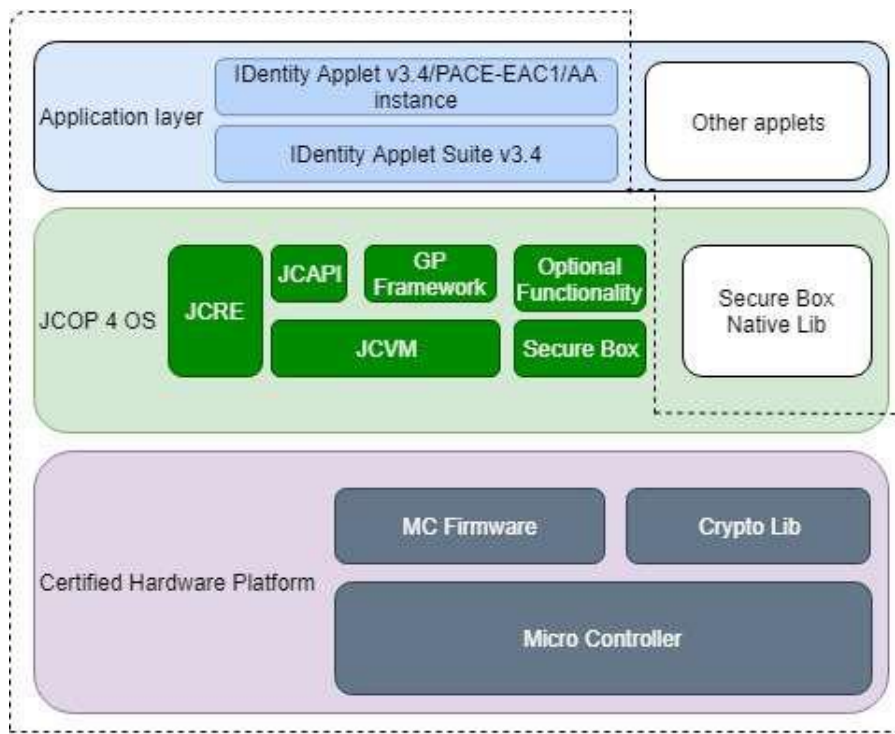 IDentity Applet v3.4/PACE-EAC1/AA
instance
Application layer
IDentity Applet Suite v3.4
Other applets
JCOP 4 OS
JCRE
JCAPI
GP
Framework
Optional
Functionality
JCVM
Secure Box
Secure Box
Native Lib
Certified Hardware Platform
MC Firmware
Crypto Lib
Micro Controller